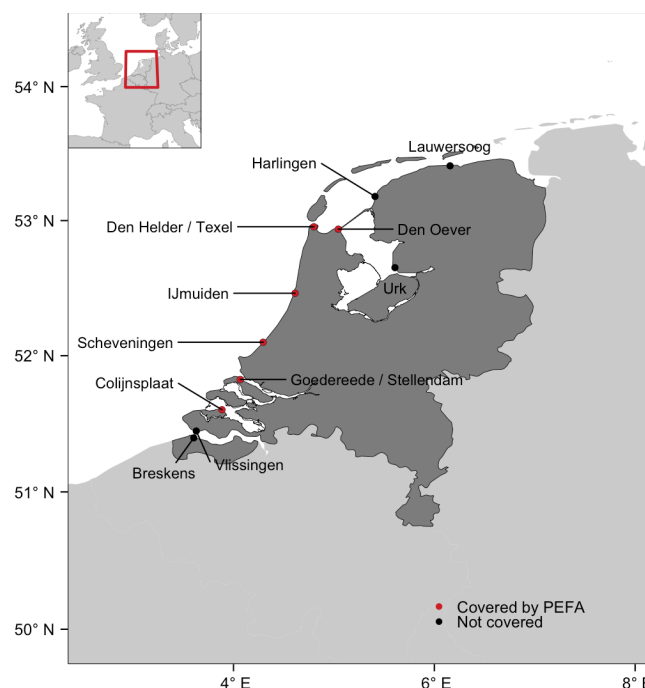 54° N
Lauwersoog
Harlingen
53° N
Den Helder / Texel
Den Oever
Urk
IJmuiden
Scheveningen
52° N
Goedereede / Stellendam
Colijnsplaat
Vlissingen
Breskens
51° N
Covered by PEFA
Not covered
50° N
4° E
6° E
8° E